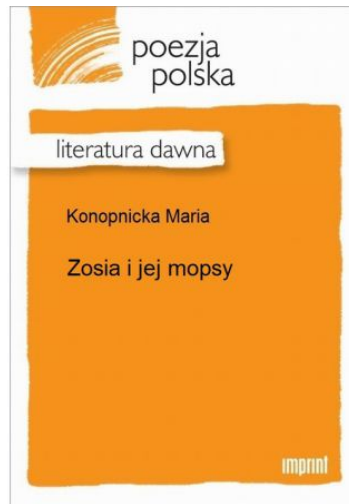 poezja
polska
literatura dawna
Konopnicka Maria
Zosia i jej mopsy
imprint